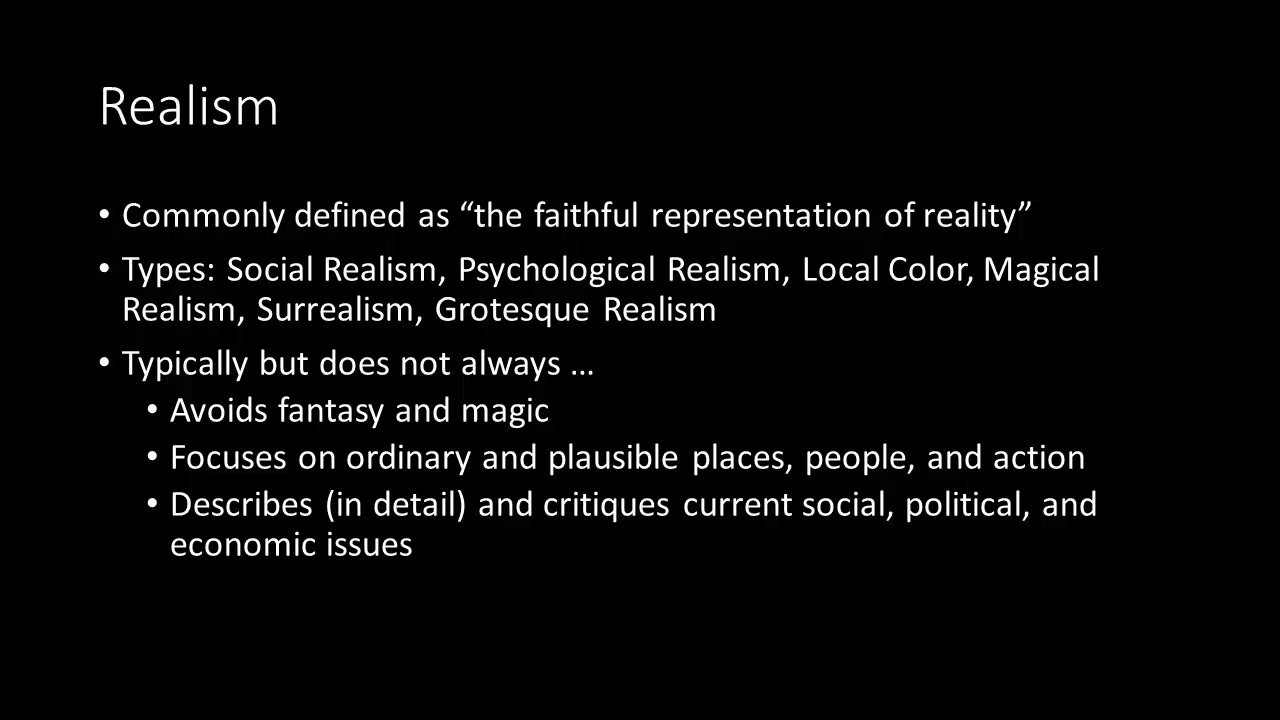 Realism
• Commonly defined as “the faithful representation of reality”
• Types: Social Realism, Psychological Realism, Local Color, Magical
Realism, Surrealism, Grotesque Realism
• Typically but does not always …
• Avoids fantasy and magic
• Focuses on ordinary and plausible places, people, and action
• Describes (in detail) and critiques current social, political, and
economic issues